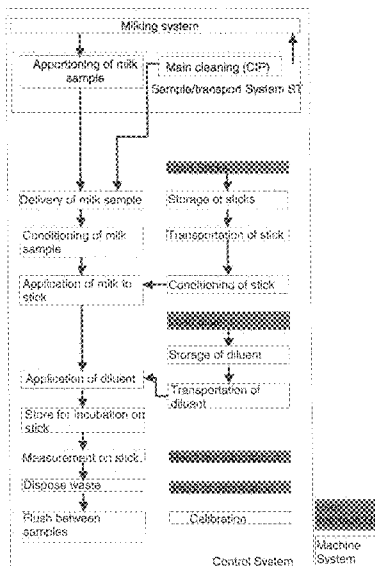 Milking system
Apportioning of milk
sample
Main cleaning (CIP)
Sample/transport System ST
Delivery of milk sample
Storage of sticks
Conditioning of milk
sample
Transportation of stick
Application of milk to
stick
Conditioning of stick
Storage of diluent
Application of diluent
Transportation of
diluent
Store for incubation on
stick
Measurement on stick
Dispose waste
Flush between
samples
Calibration
Control System
Machine
System